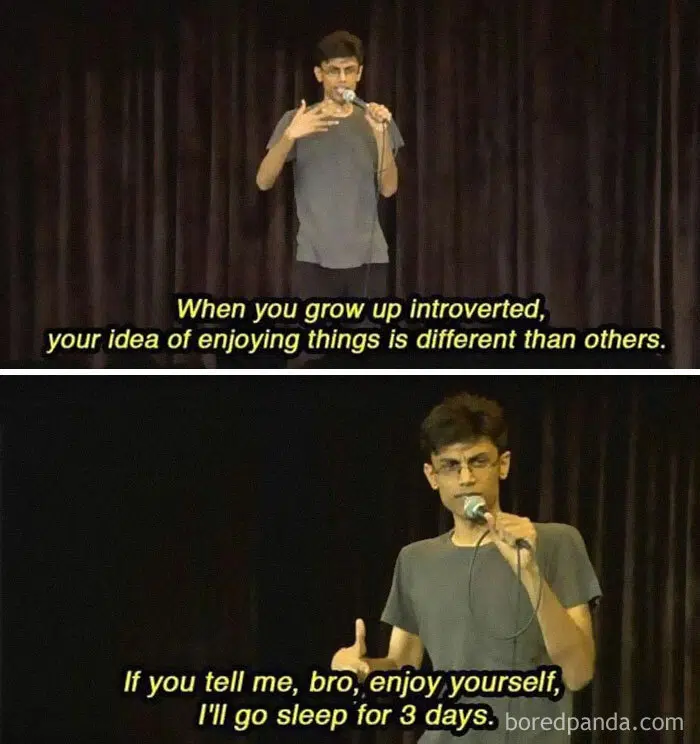 When you grow up introverted,
your idea of enjoying things is different than others.
If you tell me, bro, enjoy yourself,
I'll go sleep for 3 days.
boredpanda.com